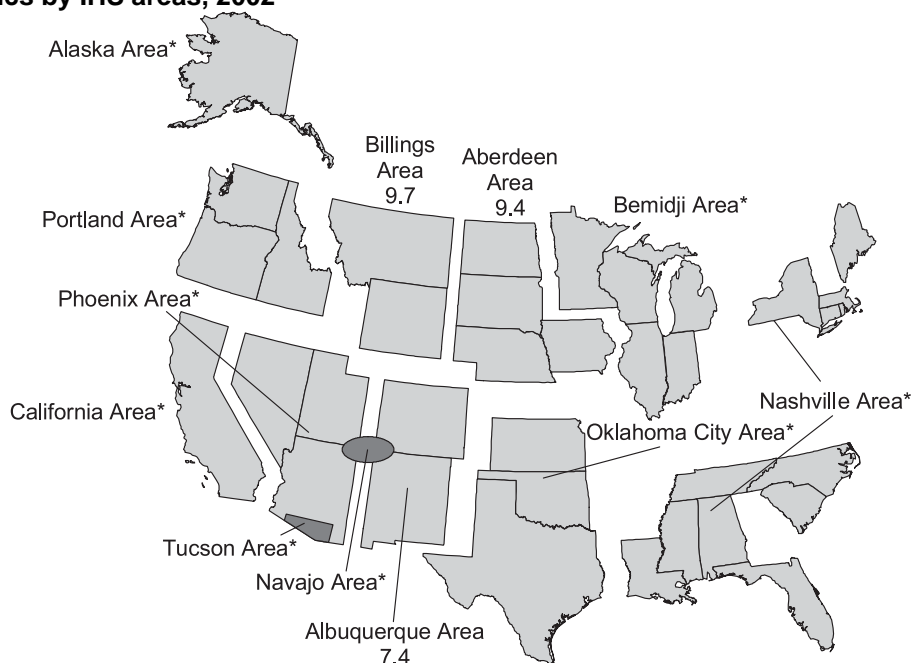 by IHS areas, 2002
Alaska Area*
Billings
Area
9.7
Aberdeen
Area
9.4
Bemidji Area*
Portland Area*
Phoenix Area*
California Area*
Nashville Area*
Oklahoma City Area*
Tucson Area*
Navajo Area*
Albuquerque Area
7.4